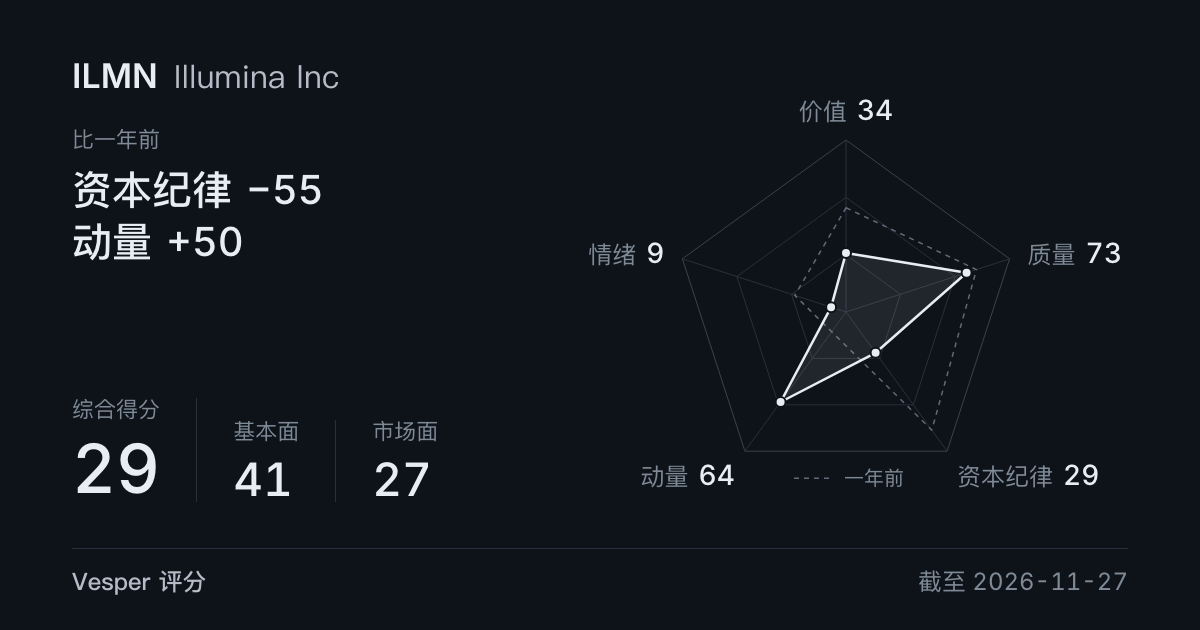 ILMN Illumina Inc
比一年前
资本纪律 −55
动量 +50
综合得分
29
基本面
41
市场面
27
价值 34
质量 73
资本纪律 29
动量 64
情绪 9
一年前
Vesper 评分
截至 2026-11-27